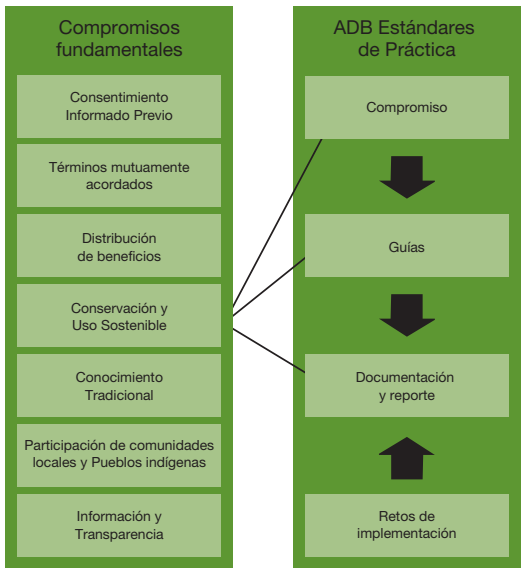 Compromisos
fundamentales
Consentimiento
Informado Previo
Términos mutuamente
acordados
Distribución
de beneficios
Conservación y
Uso Sostenible
Conocimiento
Tradicional
Participación de comunidades
locales y Pueblos indígenas
Información y
Transparencia
ADB Estándares
de Práctica
Compromiso
Guías
Documentación
y reporte
Retos de
implementación